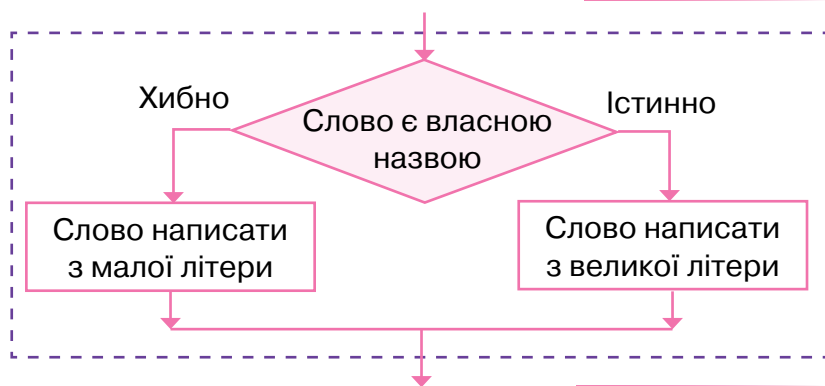 Хибно
Істинно
Слово є власною
назвою
Слово написати
з малої літери
Слово написати
з великої літери